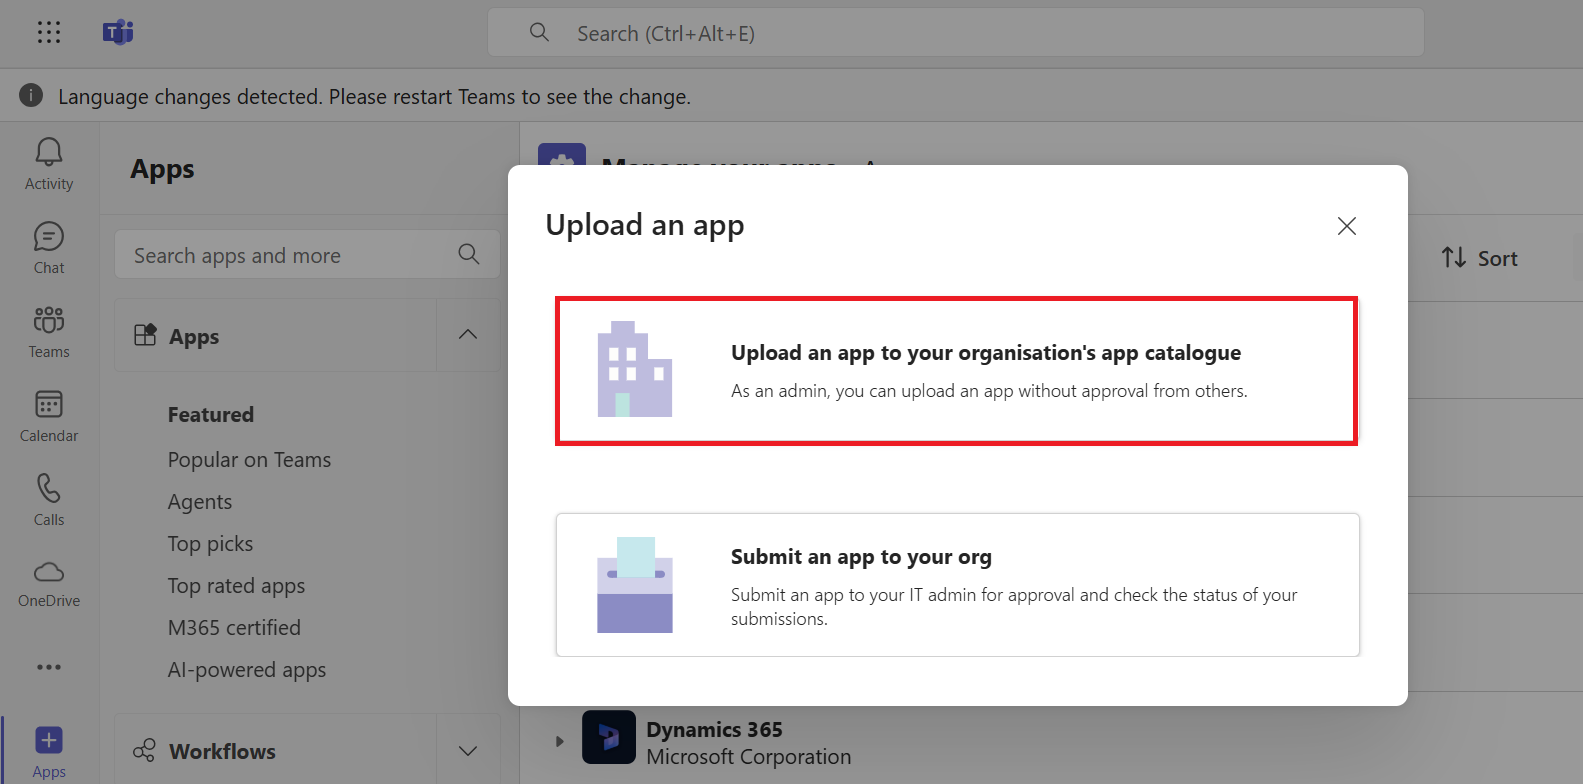 Search (Ctrl+Alt+E)
Language changes detected. Please restart Teams to see the change.
Activity
Chat
Teams
Calendar
Calls
OneDrive
Apps
Apps
Search apps and more
Apps
Featured
Popular on Teams
Agents
Top picks
Top rated apps
M365 certified
AI-powered apps
Workflows
Manage your apps
Sort
Upload an app
Upload an app to your organisation's app catalogue
As an admin, you can upload an app without approval from others.
Submit an app to your org
Submit an app to your IT admin for approval and check the status of your
submissions.
Dynamics 365
Microsoft Corporation